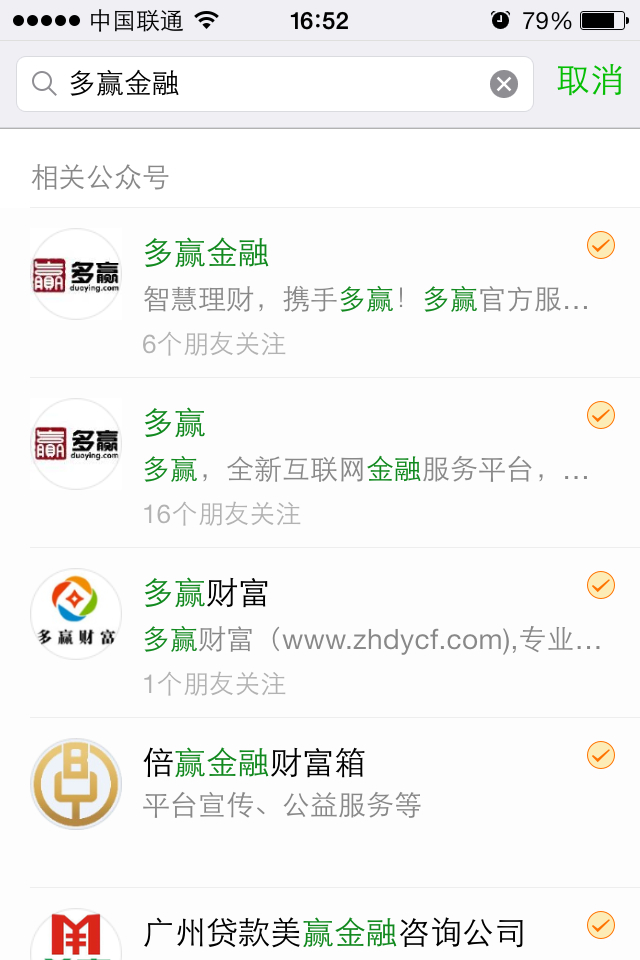 中国联通 16:52 79%
多赢金融 取消
相关公众号
多赢 duoying.com
多赢金融
智慧理财，携手多赢！多赢官方服...
6个朋友关注
多赢 duoying.com
多赢
多赢，全新互联网金融服务平台，...
16个朋友关注
多赢财富
多赢财富
多赢财富（www.zhdycf.com),专业...
1个朋友关注
倍赢金融财富箱
平台宣传、公益服务等
广州贷款美赢金融咨询公司